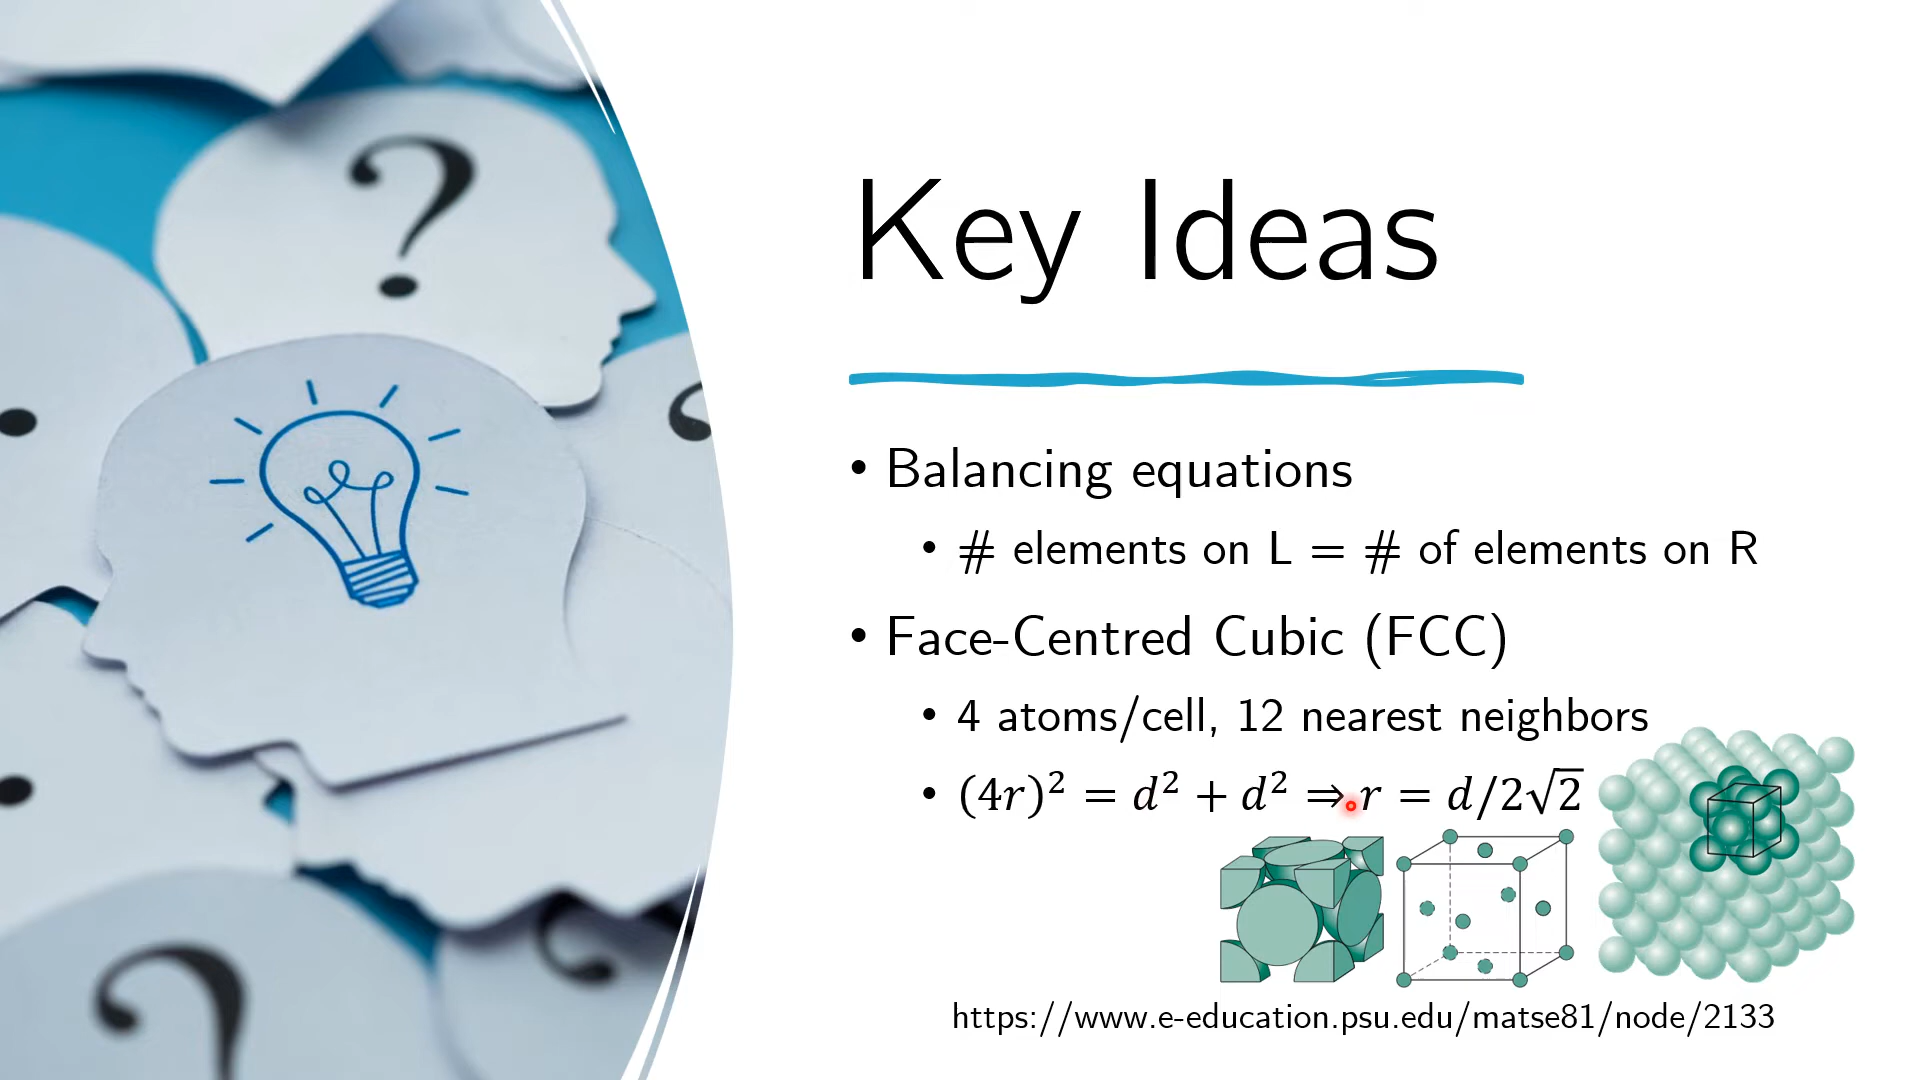 ?
Key Ideas
• Balancing equations
• # elements on L = # of elements on R
• Face-Centred Cubic (FCC)
• 4 atoms/cell, 12 nearest neighbors
• (4r)² = d² + d² ⇒ r = d/2√2
https://www.e-education.psu.edu/matse81/node/2133